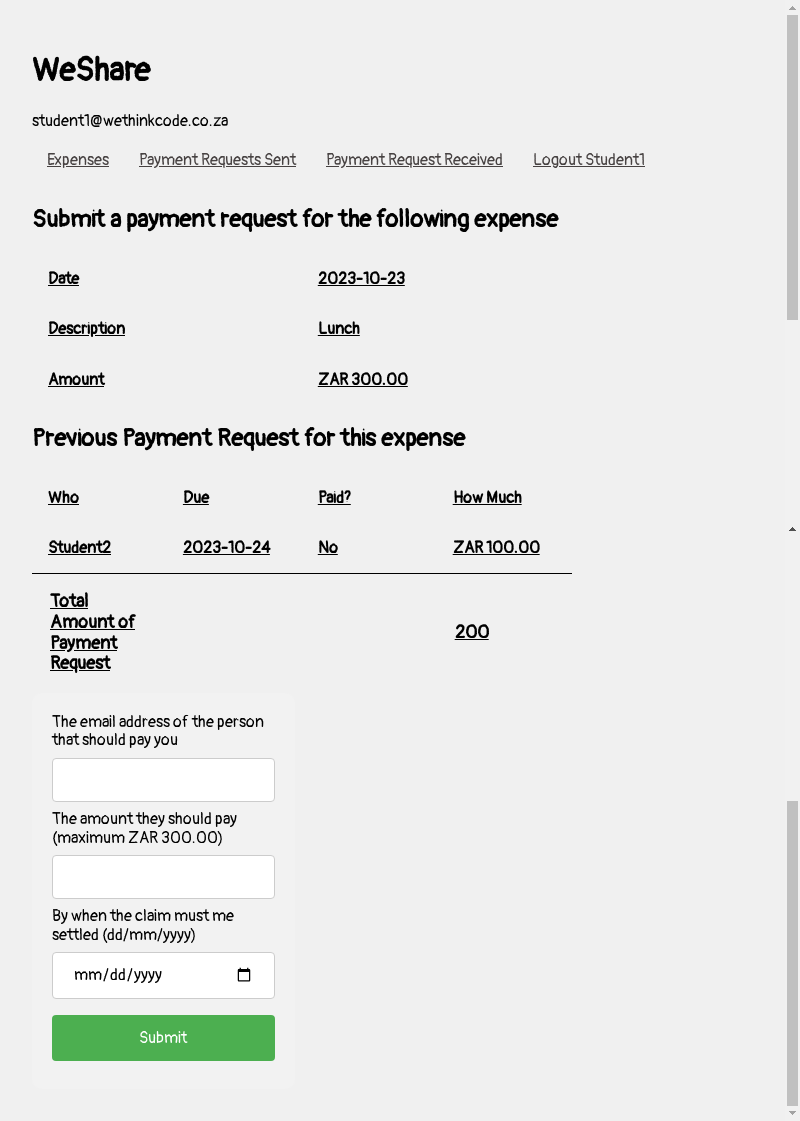 WeShare
student1@wethinkcode.co.za
Expenses Payment Requests Sent Payment Request Received Logout Student1
Submit a payment request for the following expense
Date 2023-10-23
Description Lunch
Amount ZAR 300.00
Previous Payment Request for this expense
Who Due Paid? How Much
Student2 2023-10-24 No ZAR 100.00
Total
Amount of
Payment
Request
200
The email address of the person
that should pay you
The amount they should pay
(maximum ZAR 300.00)
By when the claim must me
settled (dd/mm/yyyy)
mm/dd/yyyy
Submit